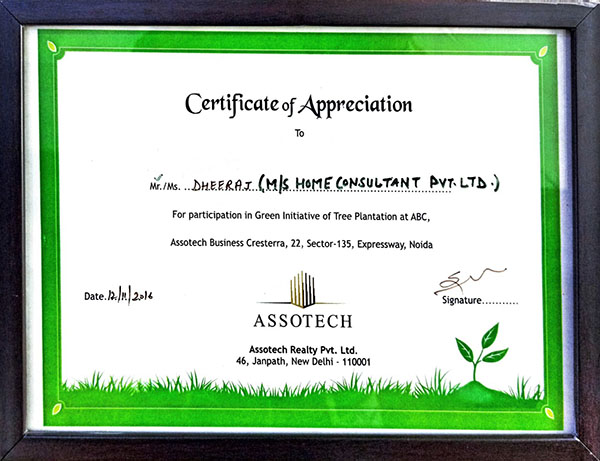 Certificate of Appreciation
To
Mr./Ms. ..DHEERAJ (M/S HOME CONSULTANT PVT. LTD.)
For participation in Green Initiative of Tree Plantation at ABC,
Assotech Business Cresterra, 22, Sector-135, Expressway, Noida
Date.12/11/2016
Signature...........
ASSOTECH
Assotech Realty Pvt. Ltd.
46, Janpath, New Delhi - 110001